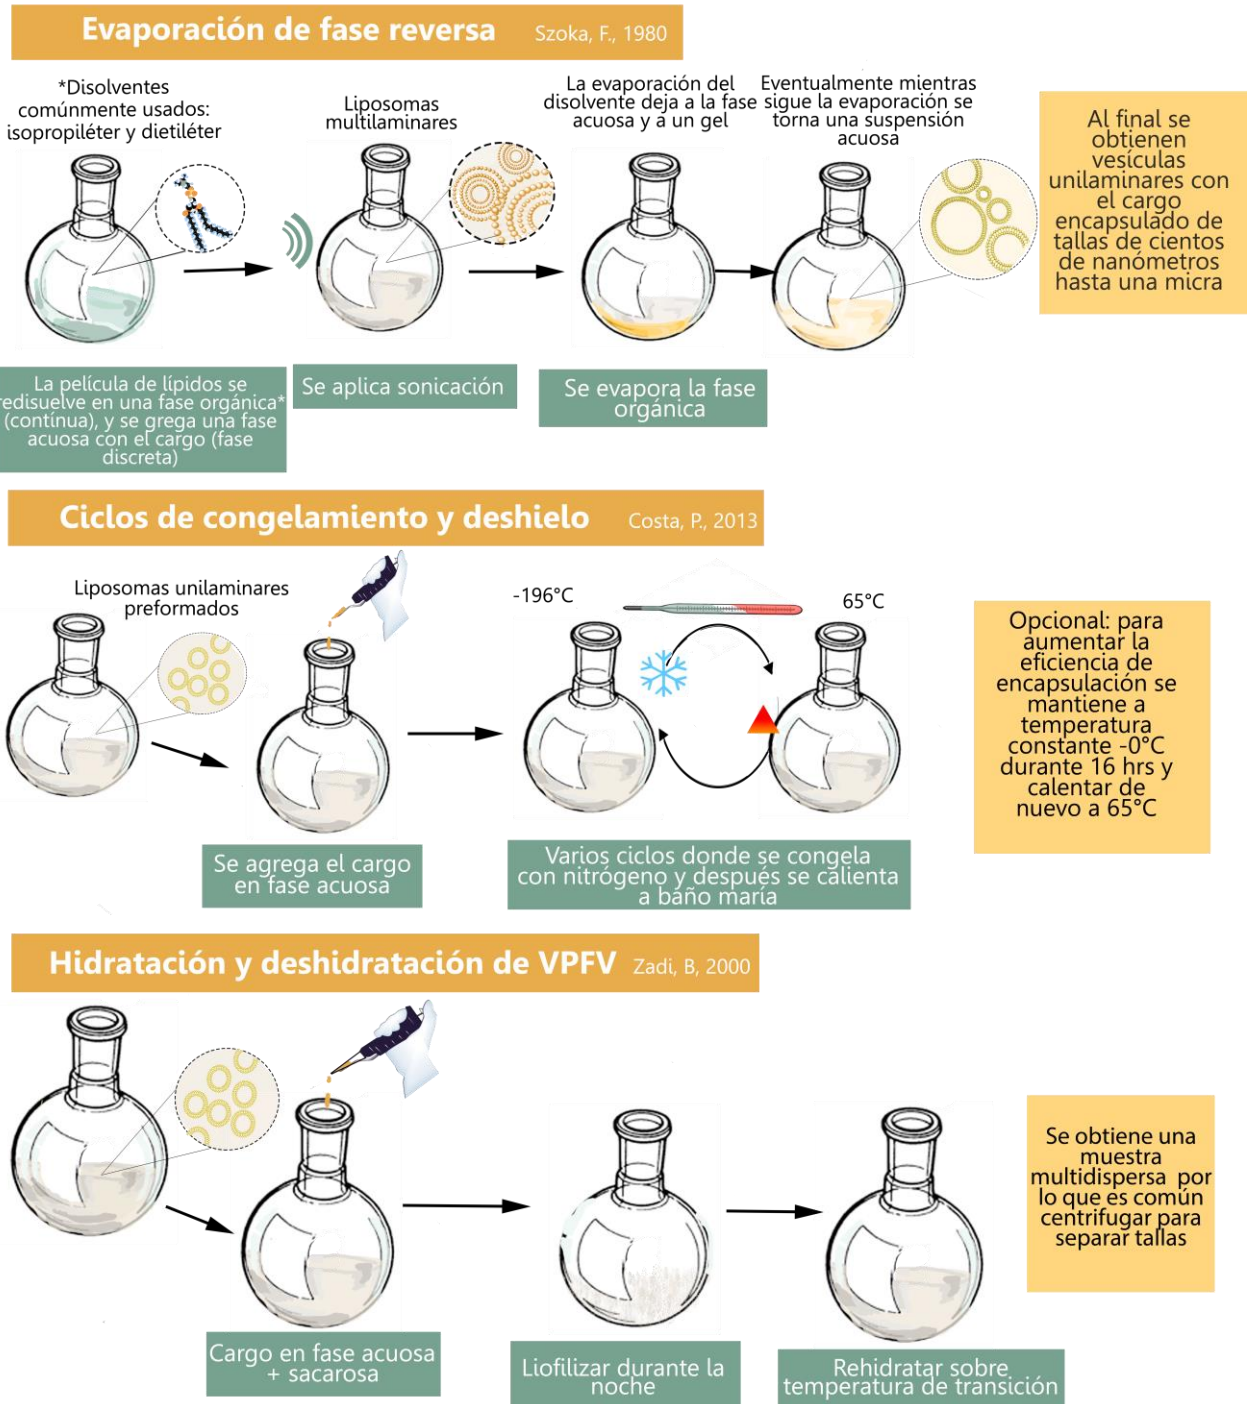 Evaporación de fase reversa Szoka, F., 1980
*Disolventes
comúnmente usados:
isopropiléter y dietiléter
Liposomas
multilaminares
La evaporación del
disolvente deja a la fase
acuosa y a un gel
Eventualmente mientras
sigue la evaporación se
torna una suspensión
acuosa
Al final se
obtienen
vesículas
unilaminares con
el cargo
encapsulado de
tallas de cientos
de nanómetros
hasta una micra
La película de lípidos se
redisuelve en una fase orgánica*
(contínua), y se grega una fase
acuosa con el cargo (fase
discreta)
Se aplica sonicación
Se evapora la fase
orgánica
Ciclos de congelamiento y deshielo Costa, P., 2013
Liposomas unilaminares
preformados
-196°C
65°C
Opcional: para
aumentar la
eficiencia de
encapsulación se
mantiene a
temperatura
constante -0°C
durante 16 hrs y
calentar de
nuevo a 65°C
Se agrega el cargo
en fase acuosa
Varios ciclos donde se congela
con nitrógeno y después se calienta
a baño maría
Hidratación y deshidratación de VPFV Zadi, B, 2000
Se obtiene una
muestra
multidispersa por
lo que es común
centrifugar para
separar tallas
Cargo en fase acuosa
+ sacarosa
Liofilizar durante la
noche
Rehidratar sobre
temperatura de transición